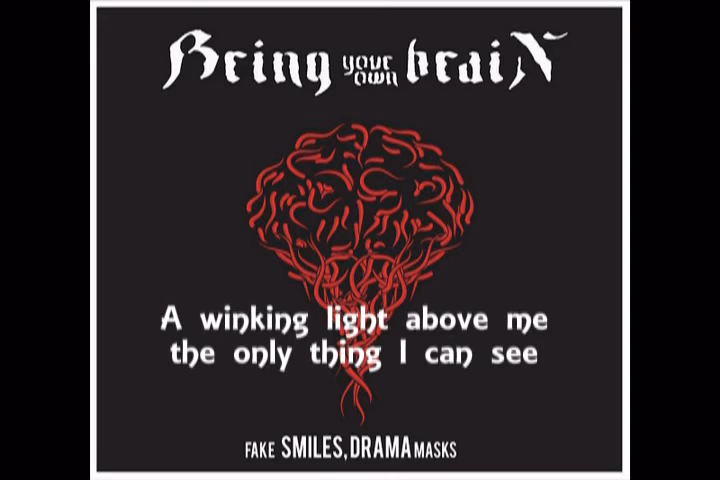 Bring your own braiN
A winking light above me
the only thing I can see
FAKE SMILES, DRAMA MASKS